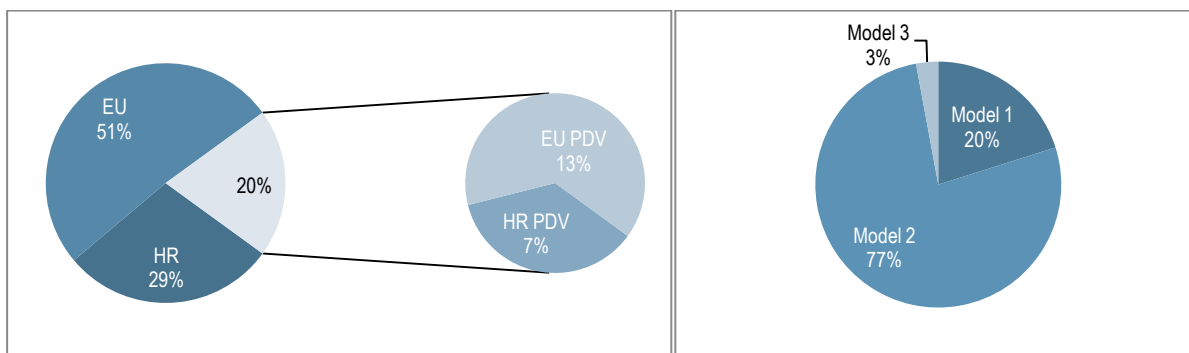 EU
51%
20%
HR
29%
EU PDV
13%
HR PDV
7%
Model 3
3%
Model 1
20%
Model 2
77%